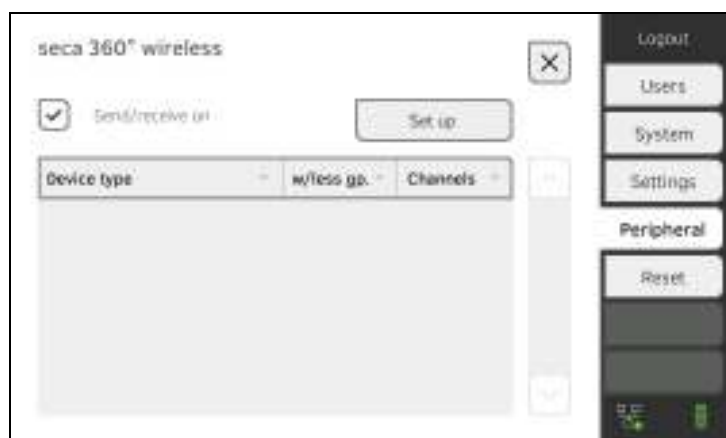 seca 360° wireless
Send/receive on
Set up
Device type w/less gp. Channels
Logout
Users
System
Settings
Peripheral
Reset